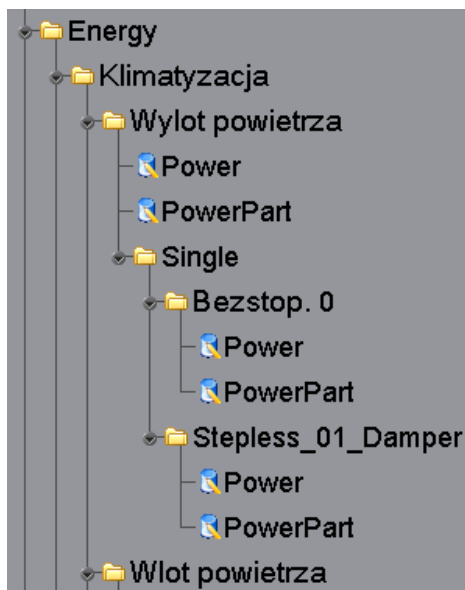 Energy
Klimatyzacja
Wylot powietrza
Power
PowerPart
Single
Bezstop. 0
Power
PowerPart
Stepless_01_Damper
Power
PowerPart
Wlot powietrza